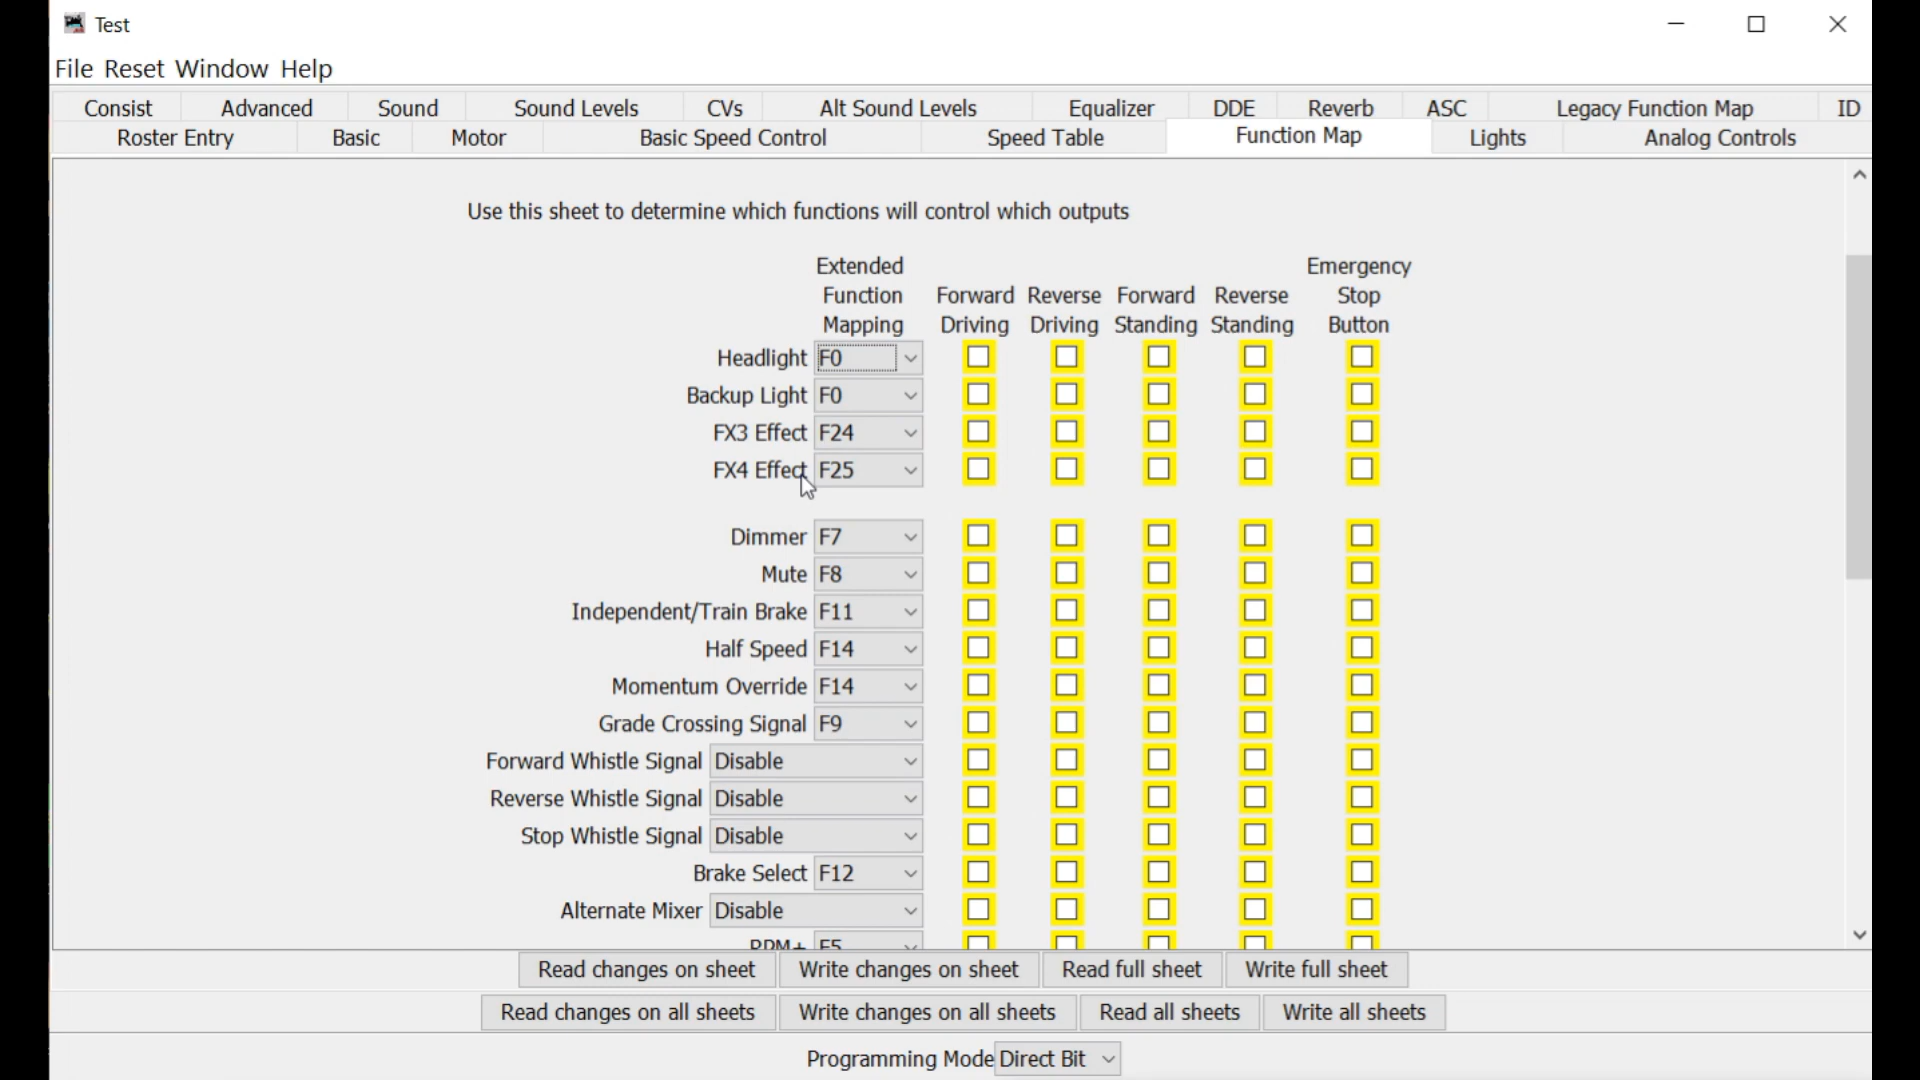 Test
File Reset Window Help
Consist Advanced Sound Sound Levels CVs Alt Sound Levels Equalizer DDE Reverb ASC Legacy Function Map ID
Roster Entry Basic Motor Basic Speed Control Speed Table Function Map Lights Analog Controls
Use this sheet to determine which functions will control which outputs
Extended Emergency
Function Forward Reverse Forward Reverse Stop
Mapping Driving Driving Standing Standing Button
Headlight F0
Backup Light F0
FX3 Effect F24
FX4 Effect F25
Dimmer F7
Mute F8
Independent/Train Brake F11
Half Speed F14
Momentum Override F14
Grade Crossing Signal F9
Forward Whistle Signal Disable
Reverse Whistle Signal Disable
Stop Whistle Signal Disable
Brake Select F12
Alternate Mixer Disable
RPM+ F5
Read changes on sheet Write changes on sheet Read full sheet Write full sheet
Read changes on all sheets Write changes on all sheets Read all sheets Write all sheets
Programming Mode Direct Bit